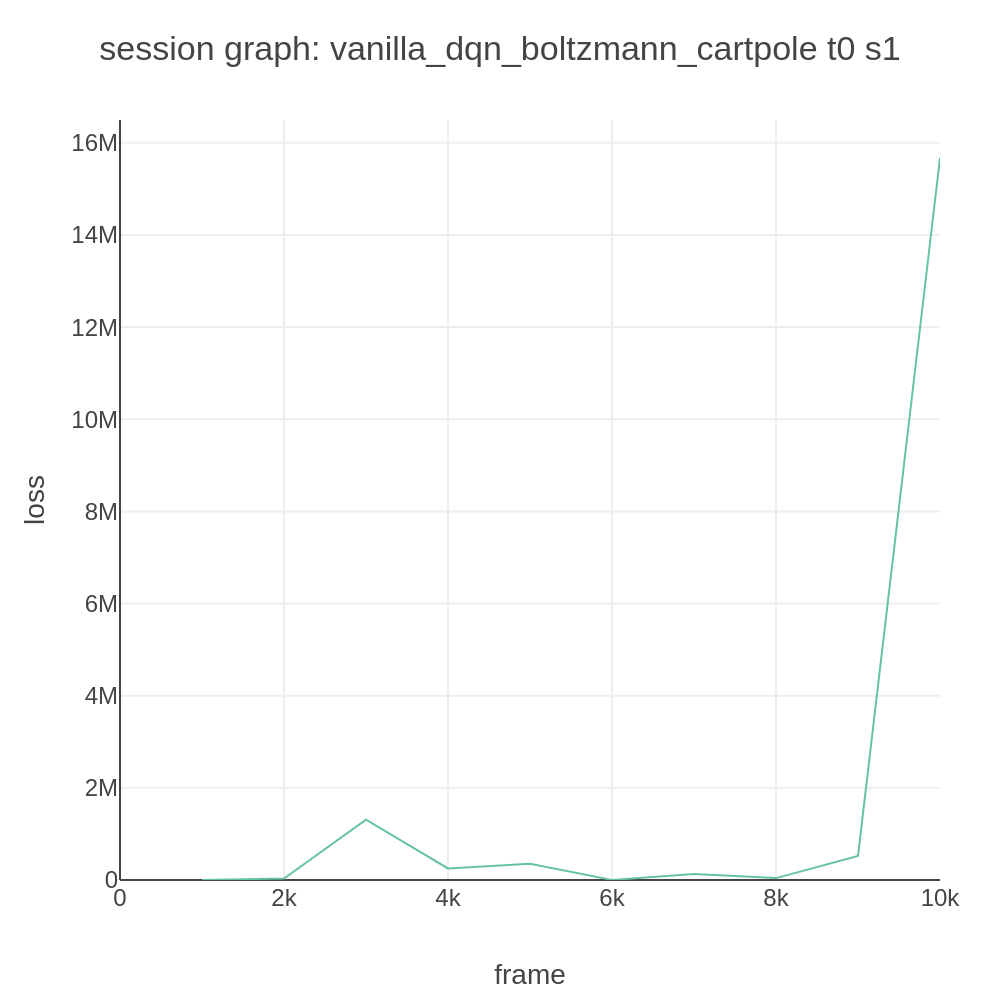 session graph: vanilla_dqn_boltzmann_cartpole t0 s1
16M
14M
12M
10M
8M
6M
4M
2M
0
0 2k 4k 6k 8k 10k
loss
frame